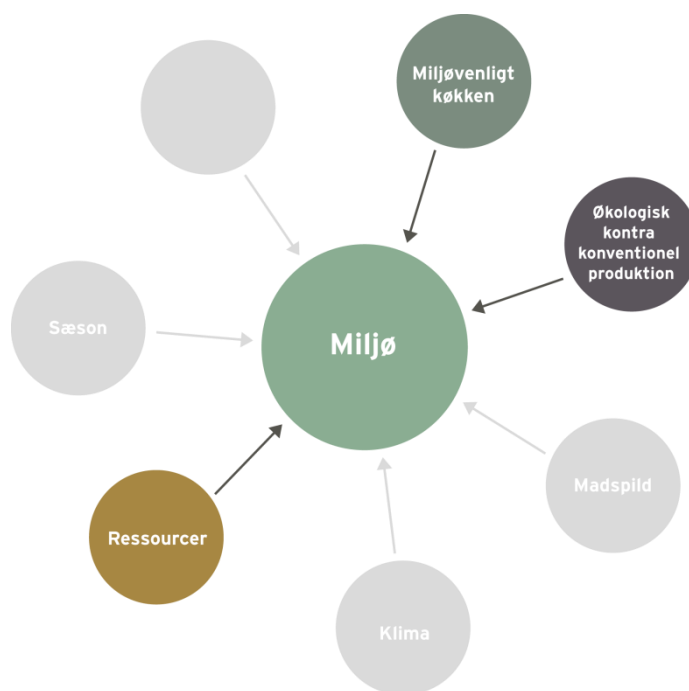 Miljøvenligt
køkken
Økologisk
kontra
konventionel
produktion
Sæson
Miljø
Madspild
Ressourcer
Klima